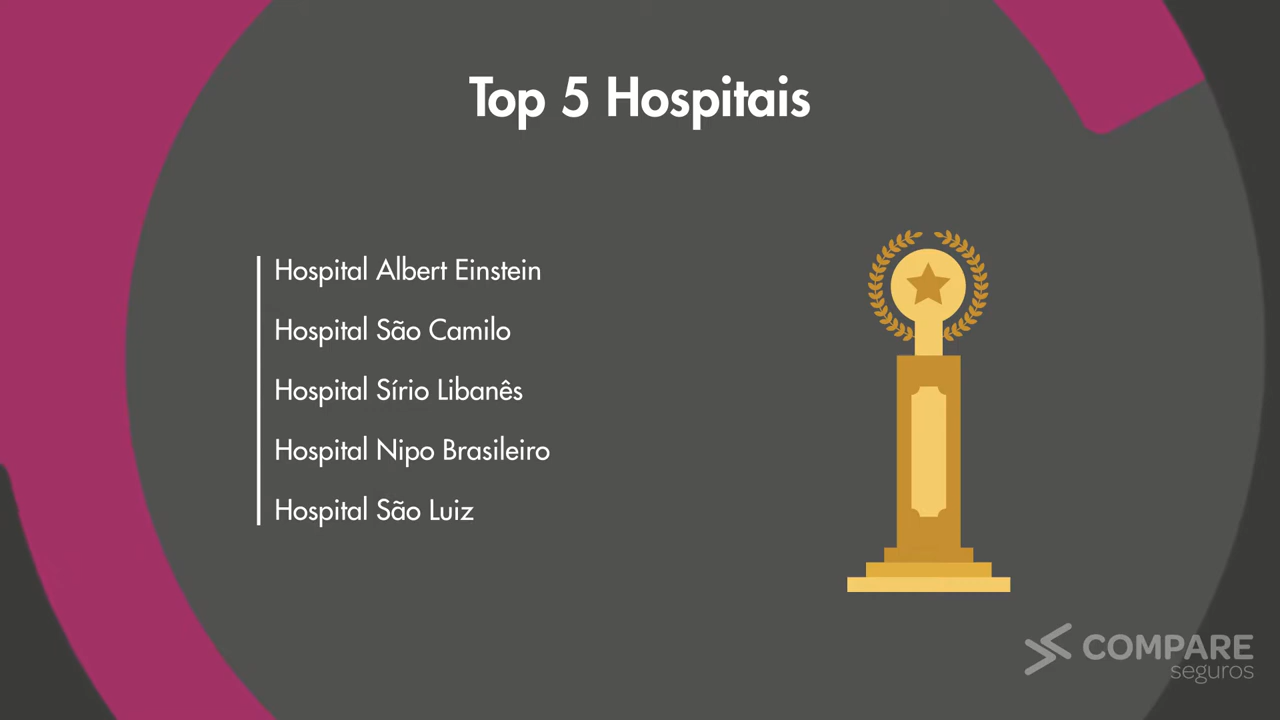 Top 5 Hospitais
Hospital Albert Einstein
Hospital São Camilo
Hospital Sírio Libanês
Hospital Nipo Brasileiro
Hospital São Luiz
COMPARE
seguros